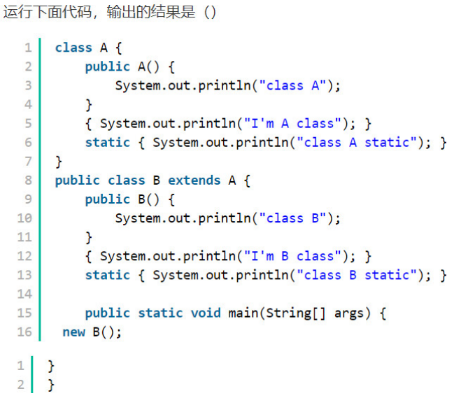 运行下面代码，输出的结果是（）
1 class A {
2 public A() {
3 System.out.println("class A");
4 }
5 { System.out.println("I'm A class"); }
6 static { System.out.println("class A static"); }
7 }
8 public class B extends A {
9 public B() {
10 System.out.println("class B");
11 }
12 { System.out.println("I'm B class"); }
13 static { System.out.println("class B static"); }
14
15 public static void main(String[] args) {
16 new B();
1 }
2 }